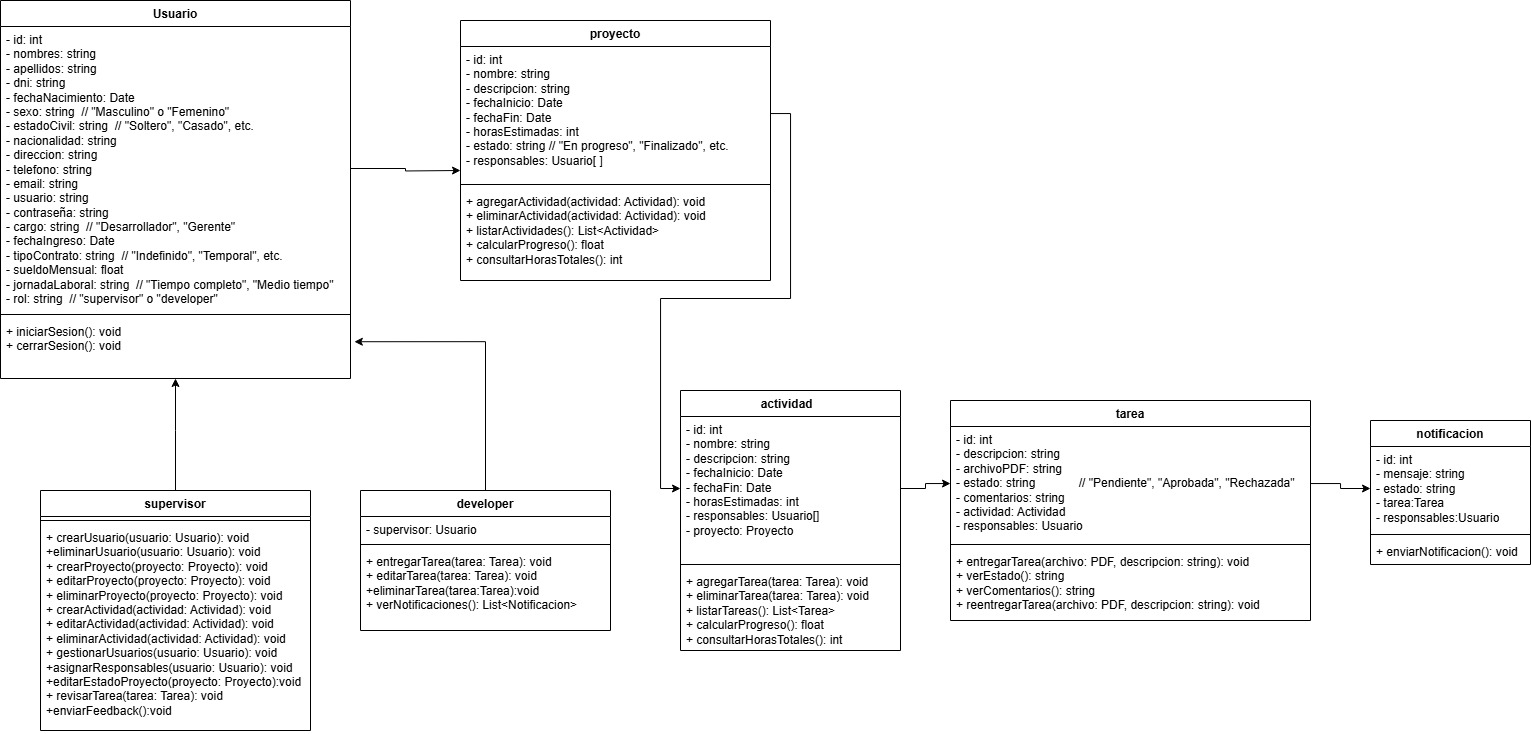 Usuario
- id: int
- nombres: string
- apellidos: string
- dni: string
- fechaNacimiento: Date
- sexo: string  // "Masculino" o "Femenino"
- estadoCivil: string  // "Soltero", "Casado", etc.
- nacionalidad: string
- direccion: string
- telefono: string
- email: string
- usuario: string
- contraseña: string
- cargo: string  // "Desarrollador", "Gerente"
- fechaIngreso: Date
- tipoContrato: string  // "Indefinido", "Temporal", etc.
- sueldoMensual: float
- jornadaLaboral: string  // "Tiempo completo", "Medio tiempo"
- rol: string  // "supervisor" o "developer"
+ iniciarSesion(): void
+ cerrarSesion(): void
proyecto
- id: int
- nombre: string
- descripcion: string
- fechaInicio: Date
- fechaFin: Date
- horasEstimadas: int
- estado: string // "En progreso", "Finalizado", etc.
- responsables: Usuario[ ]
+ agregarActividad(actividad: Actividad): void
+ eliminarActividad(actividad: Actividad): void
+ listarActividades(): List<Actividad>
+ calcularProgreso(): float
+ consultarHorasTotales(): int
supervisor
+ crearUsuario(usuario: Usuario): void
+eliminarUsuario(usuario: Usuario): void
+ crearProyecto(proyecto: Proyecto): void
+ editarProyecto(proyecto: Proyecto): void
+ eliminarProyecto(proyecto: Proyecto): void
+ crearActividad(actividad: Actividad): void
+ editarActividad(actividad: Actividad): void
+ eliminarActividad(actividad: Actividad): void
+ gestionarUsuarios(usuario: Usuario): void
+asignarResponsables(usuario: Usuario): void
+editarEstadoProyecto(proyecto: Proyecto):void
+ revisarTarea(tarea: Tarea): void
+enviarFeedback():void
developer
- supervisor: Usuario
+ entregarTarea(tarea: Tarea): void
+ editarTarea(tarea: Tarea): void
+eliminarTarea(tarea:Tarea):void
+ verNotificaciones(): List<Notificacion>
actividad
- id: int
- nombre: string
- descripcion: string
- fechaInicio: Date
- fechaFin: Date
- horasEstimadas: int
- responsables: Usuario[]
- proyecto: Proyecto
+ agregarTarea(tarea: Tarea): void
+ eliminarTarea(tarea: Tarea): void
+ listarTareas(): List<Tarea>
+ calcularProgreso(): float
+ consultarHorasTotales(): int
tarea
- id: int
- descripcion: string
- archivoPDF: string
- estado: string // "Pendiente", "Aprobada", "Rechazada"
- comentarios: string
- actividad: Actividad
- responsables: Usuario
+ entregarTarea(archivo: PDF, descripcion: string): void
+ verEstado(): string
+ verComentarios(): string
+ reentregarTarea(archivo: PDF, descripcion: string): void
notificacion
- id: int
- mensaje: string
- estado: string
- tarea:Tarea
- responsables:Usuario
+ enviarNotificacion(): void